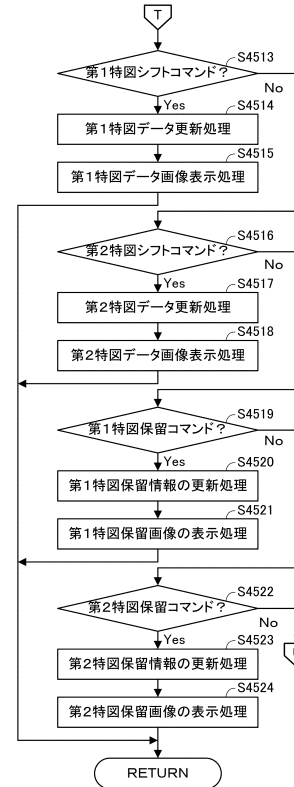 T
第1特図シフトコマンド?
S4513
No
Yes
S4514
第1特図データ更新処理
S4515
第1特図データ画像表示処理
第2特図シフトコマンド?
S4516
No
Yes
S4517
第2特図データ更新処理
S4518
第2特図データ画像表示処理
第1特図保留コマンド?
S4519
No
Yes
S4520
第1特図保留情報の更新処理
S4521
第1特図保留画像の表示処理
第2特図保留コマンド?
S4522
No
Yes
S4523
第2特図保留情報の更新処理
S4524
第2特図保留画像の表示処理
RETURN